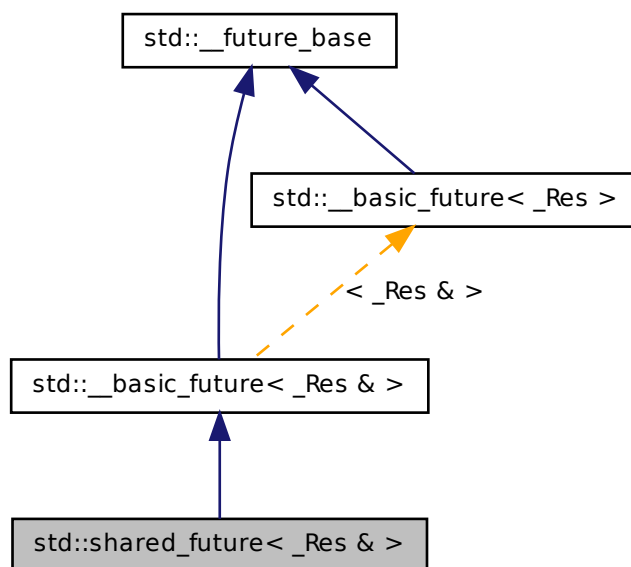 std::__future_base
std::__basic_future< _Res >
< _Res & >
std::__basic_future< _Res & >
std::shared_future< _Res & >